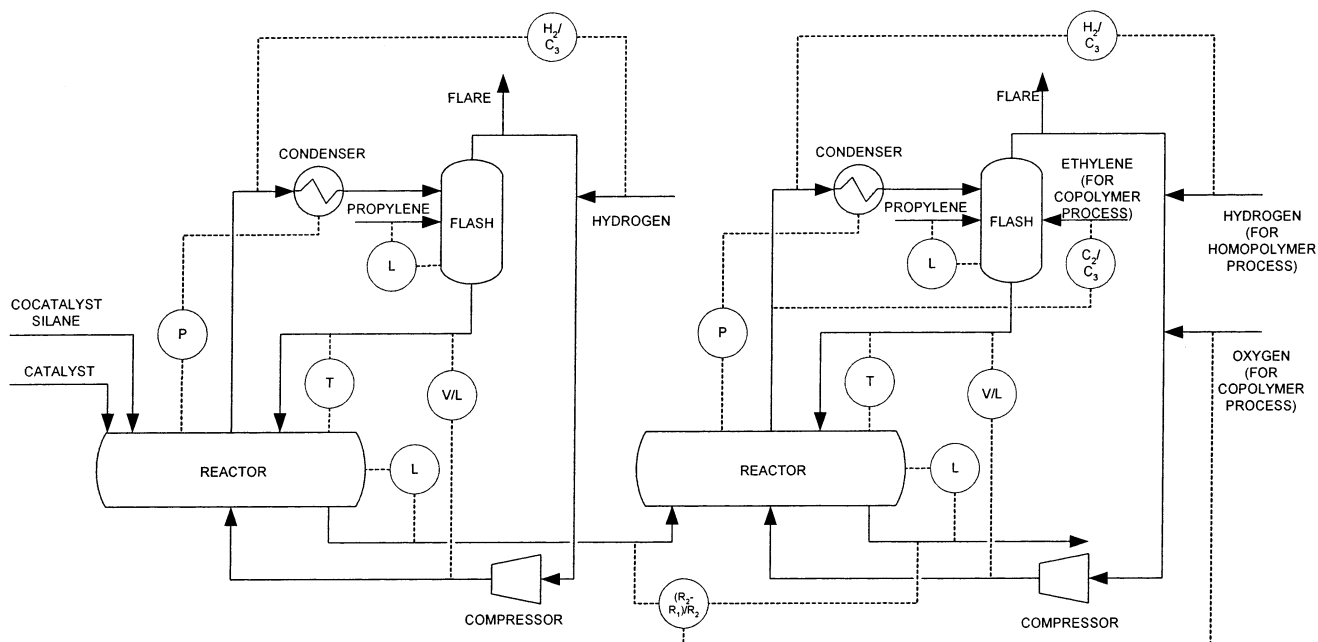 H2/
C3
FLARE
CONDENSER
PROPYLENE
FLASH
HYDROGEN
L
COCATALYST
SILANE
CATALYST
P
T
V/L
REACTOR
L
COMPRESSOR
H2/
C3
FLARE
CONDENSER
ETHYLENE
(FOR
COPOLYMER
PROCESS)
PROPYLENE
FLASH
HYDROGEN
(FOR
HOMOPOLYMER
PROCESS)
L
C2/
C3
P
T
V/L
OXYGEN
(FOR
COPOLYMER
PROCESS)
REACTOR
L
(R2-
R1)/R2
COMPRESSOR